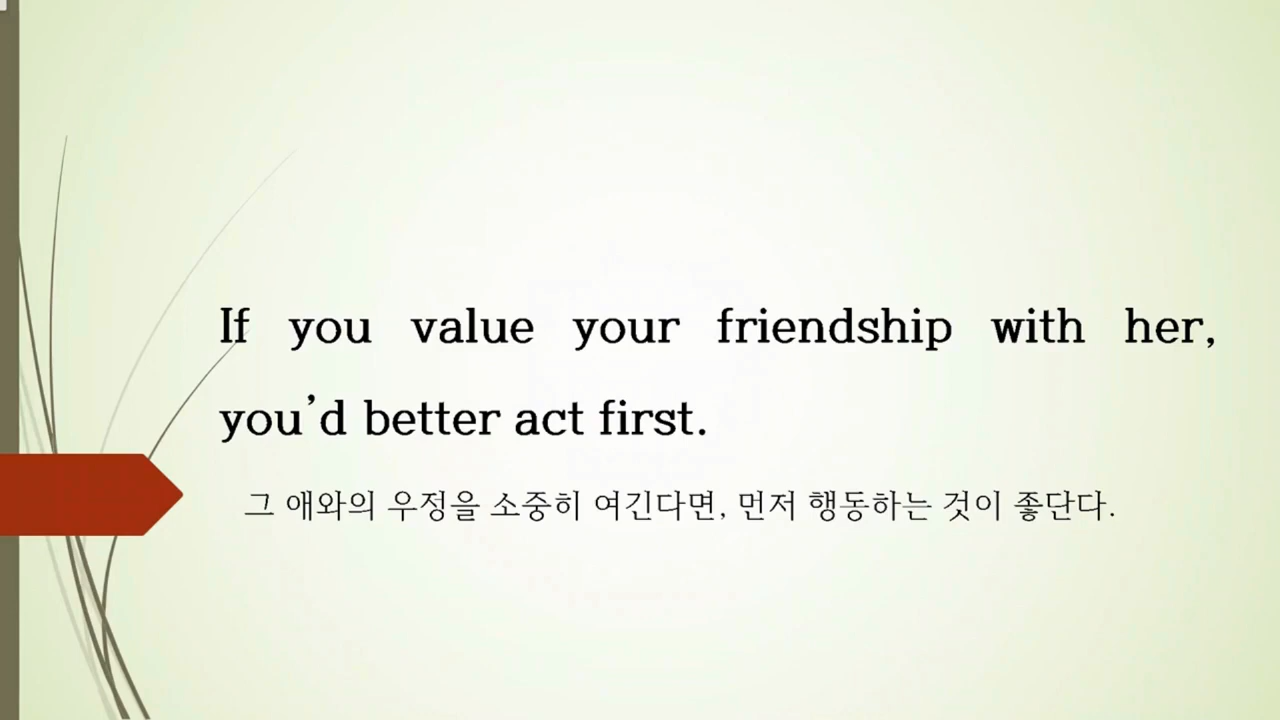 If you value your friendship with her,
you’d better act first.
그 애와의 우정을 소중히 여긴다면, 먼저 행동하는 것이 좋단다.